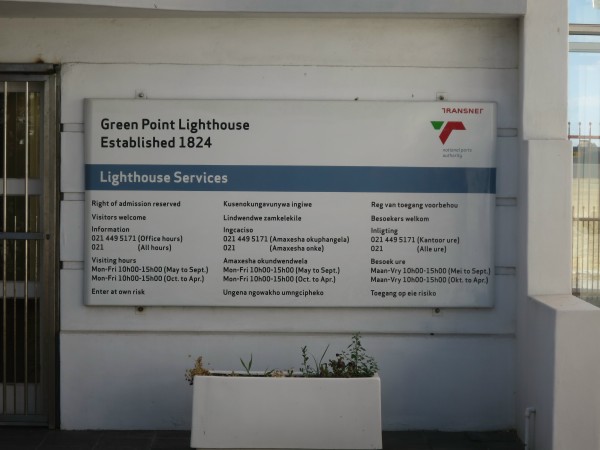 Green Point Lighthouse
Established 1824
TRANSNET
national ports
authority
Lighthouse Services
Right of admission reserved
Visitors welcome
Information
021 449 5171 (Office hours)
021 (All hours)
Visiting hours
Mon-Fri 10h00-15h00 (May to Sept.)
Mon-Fri 10h00-15h00 (Oct. to Apr.)
Enter at own risk
Kusenokungavunywa ingiwe
Lindwendwe zamkelekile
Ingcaciso
021 449 5171 (Amaxesha okuphangela)
021 (Amaxesha onke)
Amaxesha okundwendwela
Mon-Fri 10h00-15h00 (May to Sept.)
Mon-Fri 10h00-15h00 (Oct. to Apr.)
Ungena ngowakho umngcipheko
Reg van toegang voorbehou
Besoekers welkom
Inligting
021 449 5171 (Kantoor ure)
021 (Alle ure)
Besoek ure
Maan-Vry 10h00-15h00 (Mei to Sept.)
Maan-Vry 10h00-15h00 (Okt. to Apr.)
Toegang op eie risiko